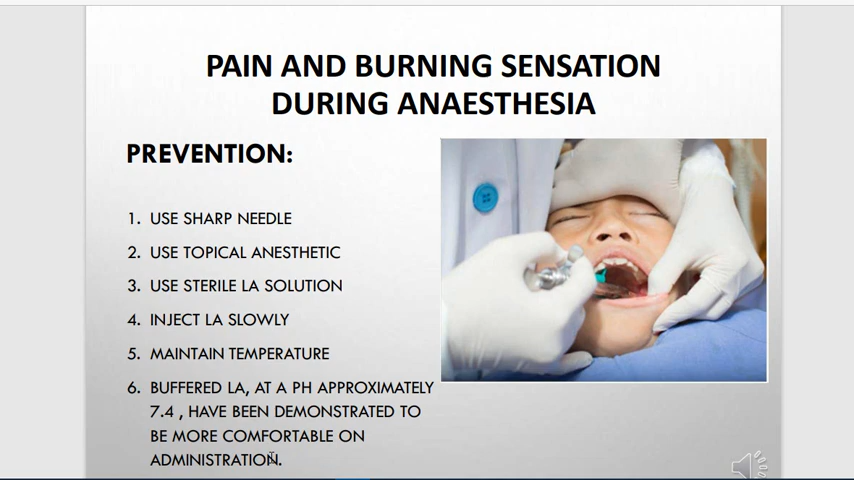 PAIN AND BURNING SENSATION
DURING ANAESTHESIA
PREVENTION:
1. USE SHARP NEEDLE
2. USE TOPICAL ANESTHETIC
3. USE STERILE LA SOLUTION
4. INJECT LA SLOWLY
5. MAINTAIN TEMPERATURE
6. BUFFERED LA, AT A PH APPROXIMATELY
7.4 , HAVE BEEN DEMONSTRATED TO
BE MORE COMFORTABLE ON
ADMINISTRATION.